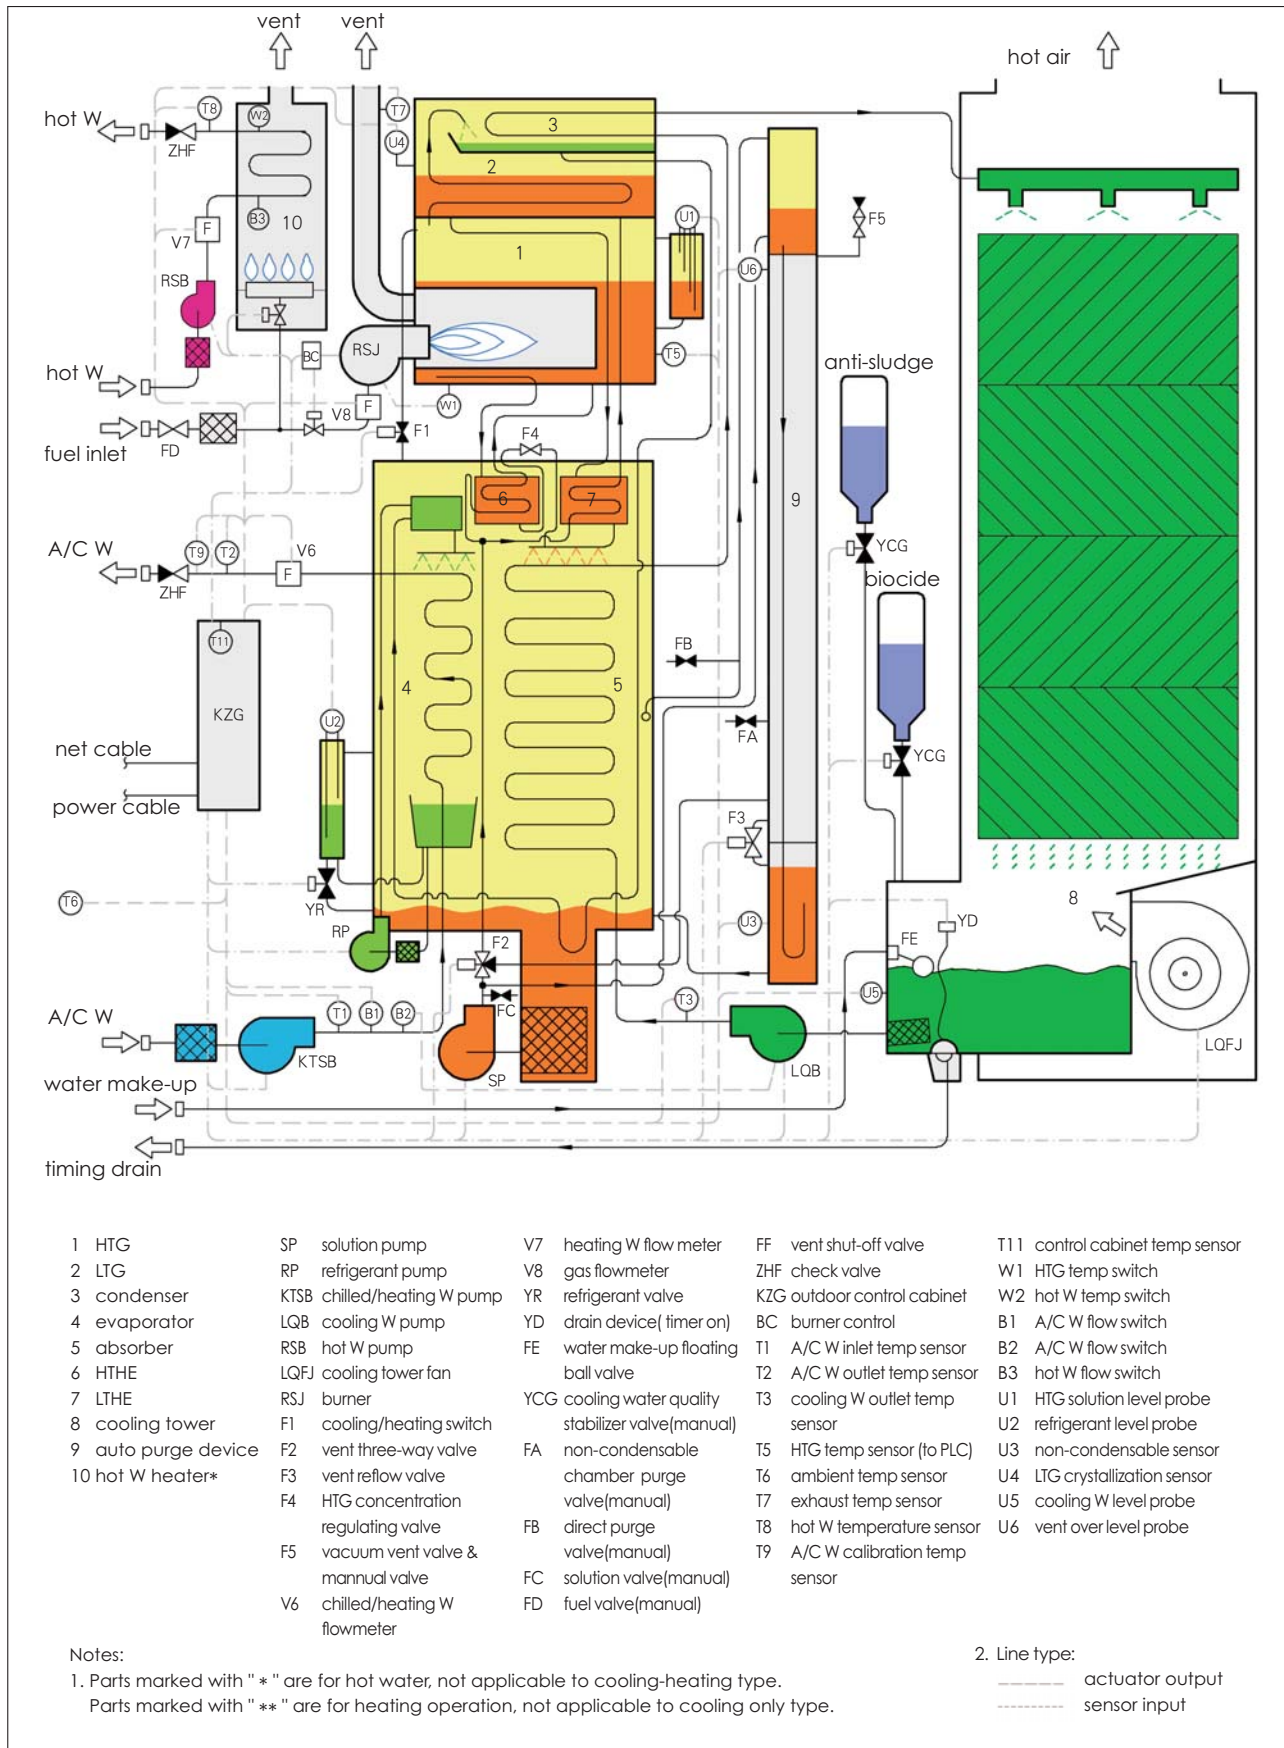 vent
vent
hot air
hot W
T8
W2
T7
U4
3
2
ZHF
B3
10
V7
F
RSB
U1
F5
1
U6
RSJ
BC
T5
anti-sludge
hot W
V8
F
W1
F1
F4
fuel inlet
FD
6
7
9
YCG
A/C W
T9
T2
V6
F
ZHF
biocide
T11
FB
4
5
KZG
U2
FA
YCG
net cable
power cable
F3
T6
YR
8
RP
F2
U3
FE
YD
A/C W
T1
B1
B2
FC
T3
U5
KTSB
SP
LQB
LQFJ
water make-up
timing drain
1 HTG
2 LTG
3 condenser
4 evaporator
5 absorber
6 HTHE
7 LTHE
8 cooling tower
9 auto purge device
10 hot W heater*
SP solution pump
RP refrigerant pump
KTSB chilled/heating W pump
LQB cooling W pump
RSB hot W pump
LQFJ cooling tower fan
RSJ burner
F1 cooling/heating switch
F2 vent three-way valve
F3 vent reflow valve
F4 HTG concentration
regulating valve
F5 vacuum vent valve &
mannual valve
V6 chilled/heating W
flowmeter
V7 heating W flow meter
V8 gas flowmeter
YR refrigerant valve
YD drain device( timer on)
FE water make-up floating
ball valve
YCG cooling water quality
stabilizer valve(manual)
FA non-condensable
chamber purge
valve(manual)
FB direct purge
valve(manual)
FC solution valve(manual)
FD fuel valve(manual)
FF vent shut-off valve
ZHF check valve
KZG outdoor control cabinet
BC burner control
T1 A/C W inlet temp sensor
T2 A/C W outlet temp sensor
T3 cooling W outlet temp
sensor
T5 HTG temp sensor (to PLC)
T6 ambient temp sensor
T7 exhaust temp sensor
T8 hot W temperature sensor
T9 A/C W calibration temp
sensor
T11 control cabinet temp sensor
W1 HTG temp switch
W2 hot W temp switch
B1 A/C W flow switch
B2 A/C W flow switch
B3 hot W flow switch
U1 HTG solution level probe
U2 refrigerant level probe
U3 non-condensable sensor
U4 LTG crystallization sensor
U5 cooling W level probe
U6 vent over level probe
Notes:
1. Parts marked with " * " are for hot water, not applicable to cooling-heating type.
Parts marked with " ** " are for heating operation, not applicable to cooling only type.
2. Line type:
actuator output
sensor input